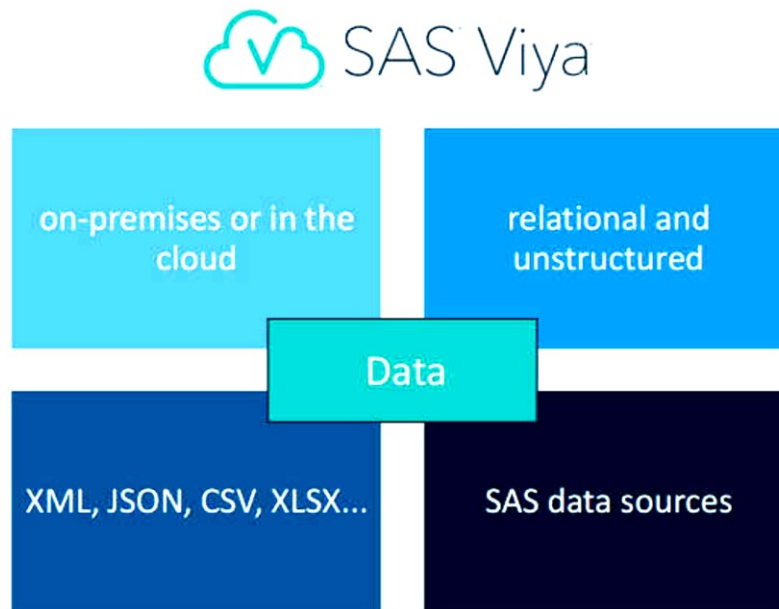 SAS Viya
on-premises or in the
cloud
relational and
unstructured
Data
XML, JSON, CSV, XLSX...
SAS data sources